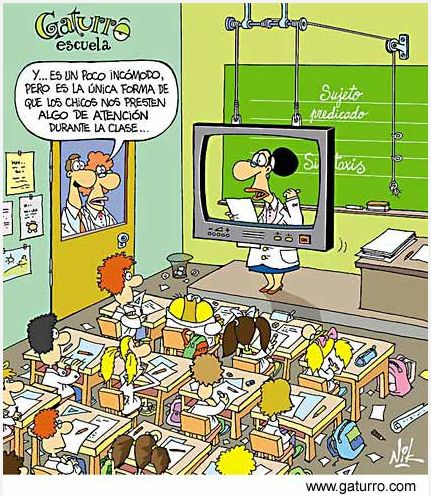 Gaturro
escuela
Y... ES UN POCO INCÓMODO,
PERO ES LA ÚNICA FORMA DE
QUE LOS CHICOS NOS PRESTEN
ALGO DE ATENCIÓN
DURANTE LA CLASE...
Sujeto
predicado
Sintaxis
NIK
www.gaturro.com